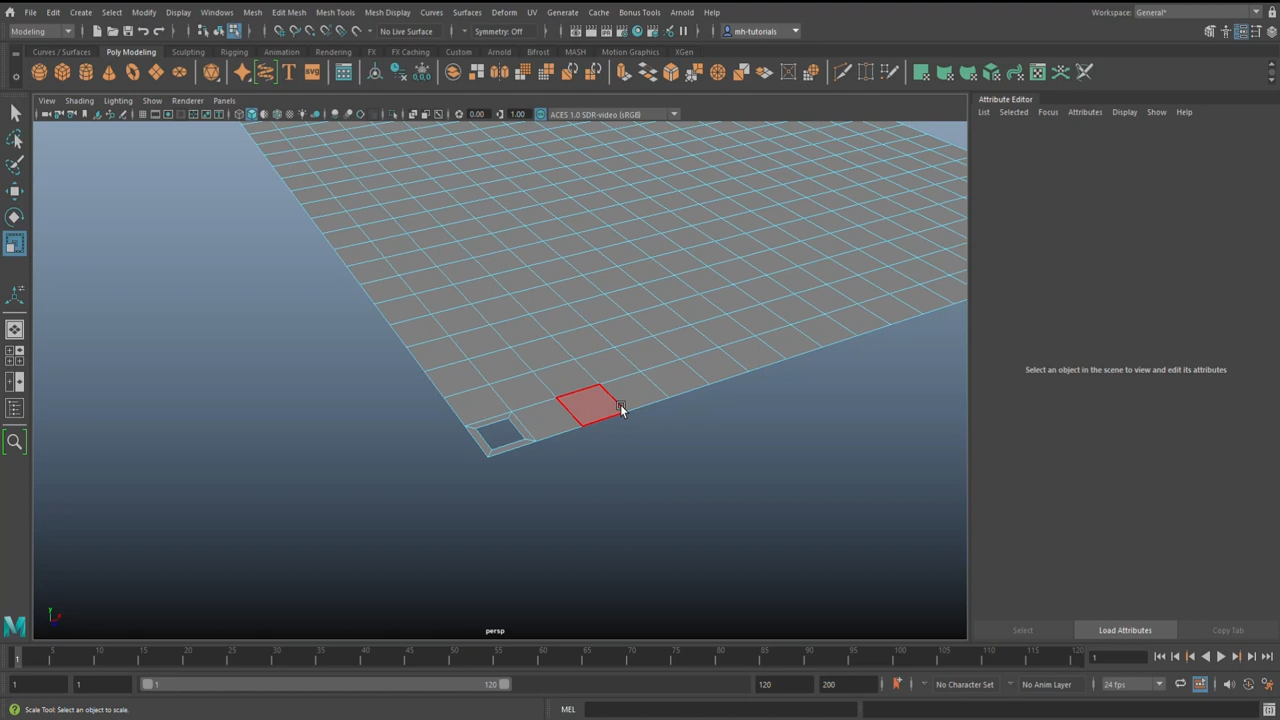 File Edit Create Select Modify Display Windows Mesh Edit Mesh Mesh Tools Mesh Display Curves Surfaces Deform UV Generate Cache Bonus Tools Arnold Help Workspace: General*
Modeling No Live Surface Symmetry: Off mh-tutorials
Curves / Surfaces Poly Modeling Sculpting Rigging Animation Rendering FX FX Caching Custom Arnold Bifrost MASH Motion Graphics XGen
T SVG
Attribute Editor
View Shading Lighting Show Renderer Panels
List Selected Focus Attributes Display Show Help
0.00 1.00 ACES 1.0 SDR-video (sRGB)
Select an object in the scene to view and edit its attributes
y
persp
Select Load Attributes Copy Tab
5 10 15 20 25 30 35 40 45 50 55 60 65 70 75 80 85 90 95 100 105 110 115 120
1 1
1 1 1 120 120 200 No Character Set No Anim Layer 24 fps
Scale Tool: Select an object to scale. MEL